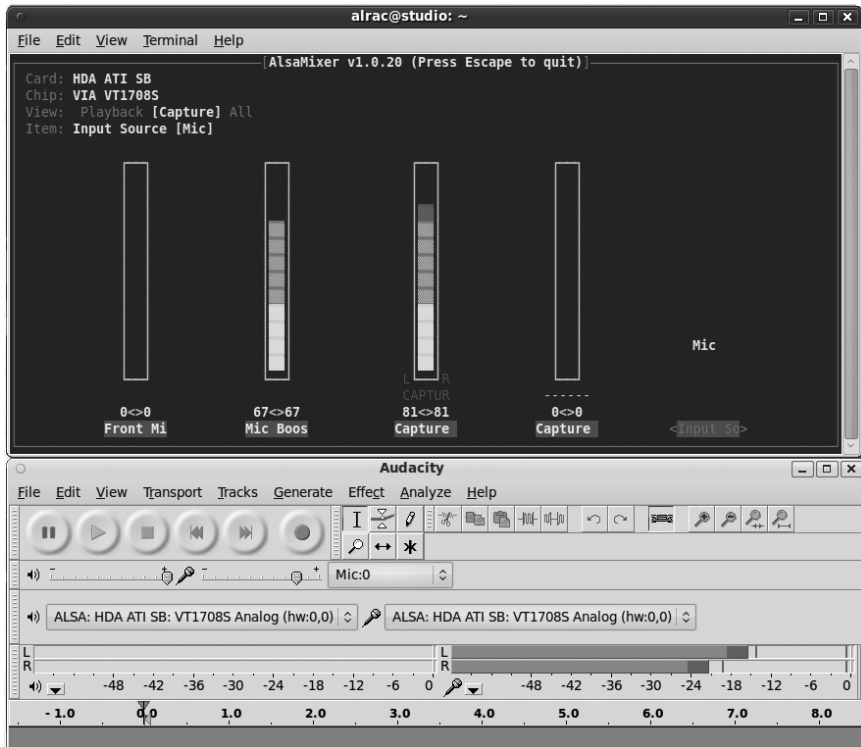 alrac@studio: ~
File Edit View Terminal Help
[AlsaMixer v1.0.20 (Press Escape to quit)]
Card: HDA ATI SB
Chip: VIA VT1708S
View: Playback [Capture] All
Item: Input Source [Mic]
Mic
L R
CAPTUR ------
0<>0 67<>67 81<>81 0<>0
Front Mi Mic Boos Capture Capture <Input So>
Audacity
File Edit View Transport Tracks Generate Effect Analyze Help
Mic:0
ALSA: HDA ATI SB: VT1708S Analog (hw:0,0) ALSA: HDA ATI SB: VT1708S Analog (hw:0,0)
L L
R R
-48 -42 -36 -30 -24 -18 -12 -6 0 -48 -42 -36 -30 -24 -18 -12 -6 0
-1.0 0.0 1.0 2.0 3.0 4.0 5.0 6.0 7.0 8.0